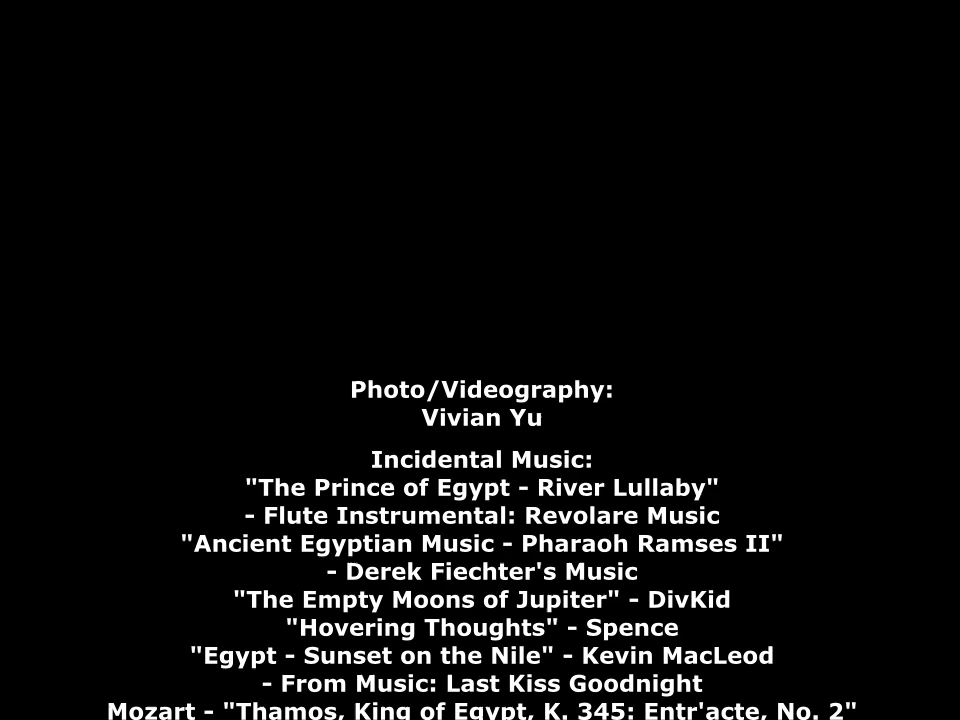 Photo/Videography:
Vivian Yu
Incidental Music:
"The Prince of Egypt - River Lullaby"
- Flute Instrumental: Revolare Music
"Ancient Egyptian Music - Pharaoh Ramses II"
- Derek Fiechter's Music
"The Empty Moons of Jupiter" - DivKid
"Hovering Thoughts" - Spence
"Egypt - Sunset on the Nile" - Kevin MacLeod
- From Music: Last Kiss Goodnight
Mozart - "Thamos, King of Egypt, K. 345: Entr'acte, No. 2"